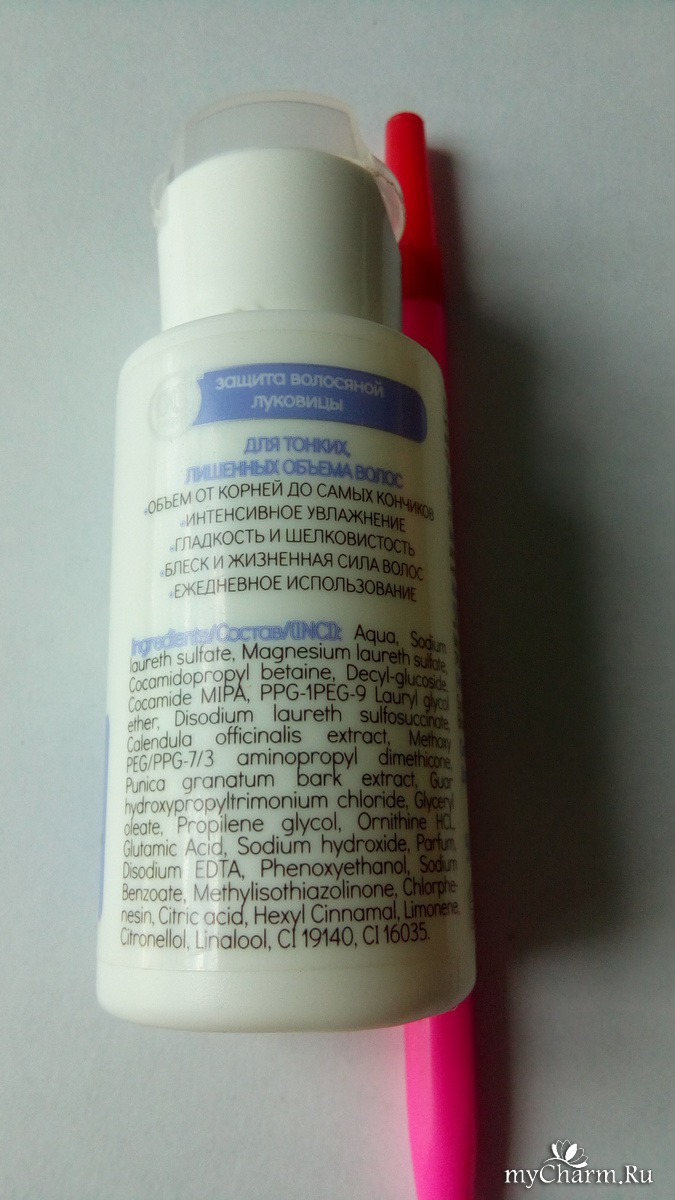 защита волосяной
луковицы
ДЛЯ ТОНКИХ,
ЛИШЕННЫХ ОБЪЕМА ВОЛОС
•ОБЪЕМ ОТ КОРНЕЙ ДО САМЫХ КОНЧИКОВ
•ИНТЕНСИВНОЕ УВЛАЖНЕНИЕ
•ГЛАДКОСТЬ И ШЕЛКОВИСТОСТЬ
•БЛЕСК И ЖИЗНЕННАЯ СИЛА ВОЛОС
•ЕЖЕДНЕВНОЕ ИСПОЛЬЗОВАНИЕ
Ingredients/Состав/(INCI): Aqua, Sodium
laureth sulfate, Magnesium laureth sulfate,
Cocamidopropyl betaine, Decyl-glucoside,
Cocamide MIPA, PPG-1PEG-9 Lauryl glycol
ether, Disodium laureth sulfosuccinate,
Calendula officinalis extract, Methoxy
PEG/PPG-7/3 aminopropyl dimethicone,
Punica granatum bark extract, Guar
hydroxypropyltrimonium chloride, Glyceryl
oleate, Propilene glycol, Ornithine HCL,
Glutamic Acid, Sodium hydroxide, Parfum,
Disodium EDTA, Phenoxyethanol, Sodium
Benzoate, Methylisothiazolinone, Chlorphe-
nesin, Citric acid, Hexyl Cinnamal, Limonene,
Citronellol, Linalool, CI 19140, CI 16035.
myCharm.Ru